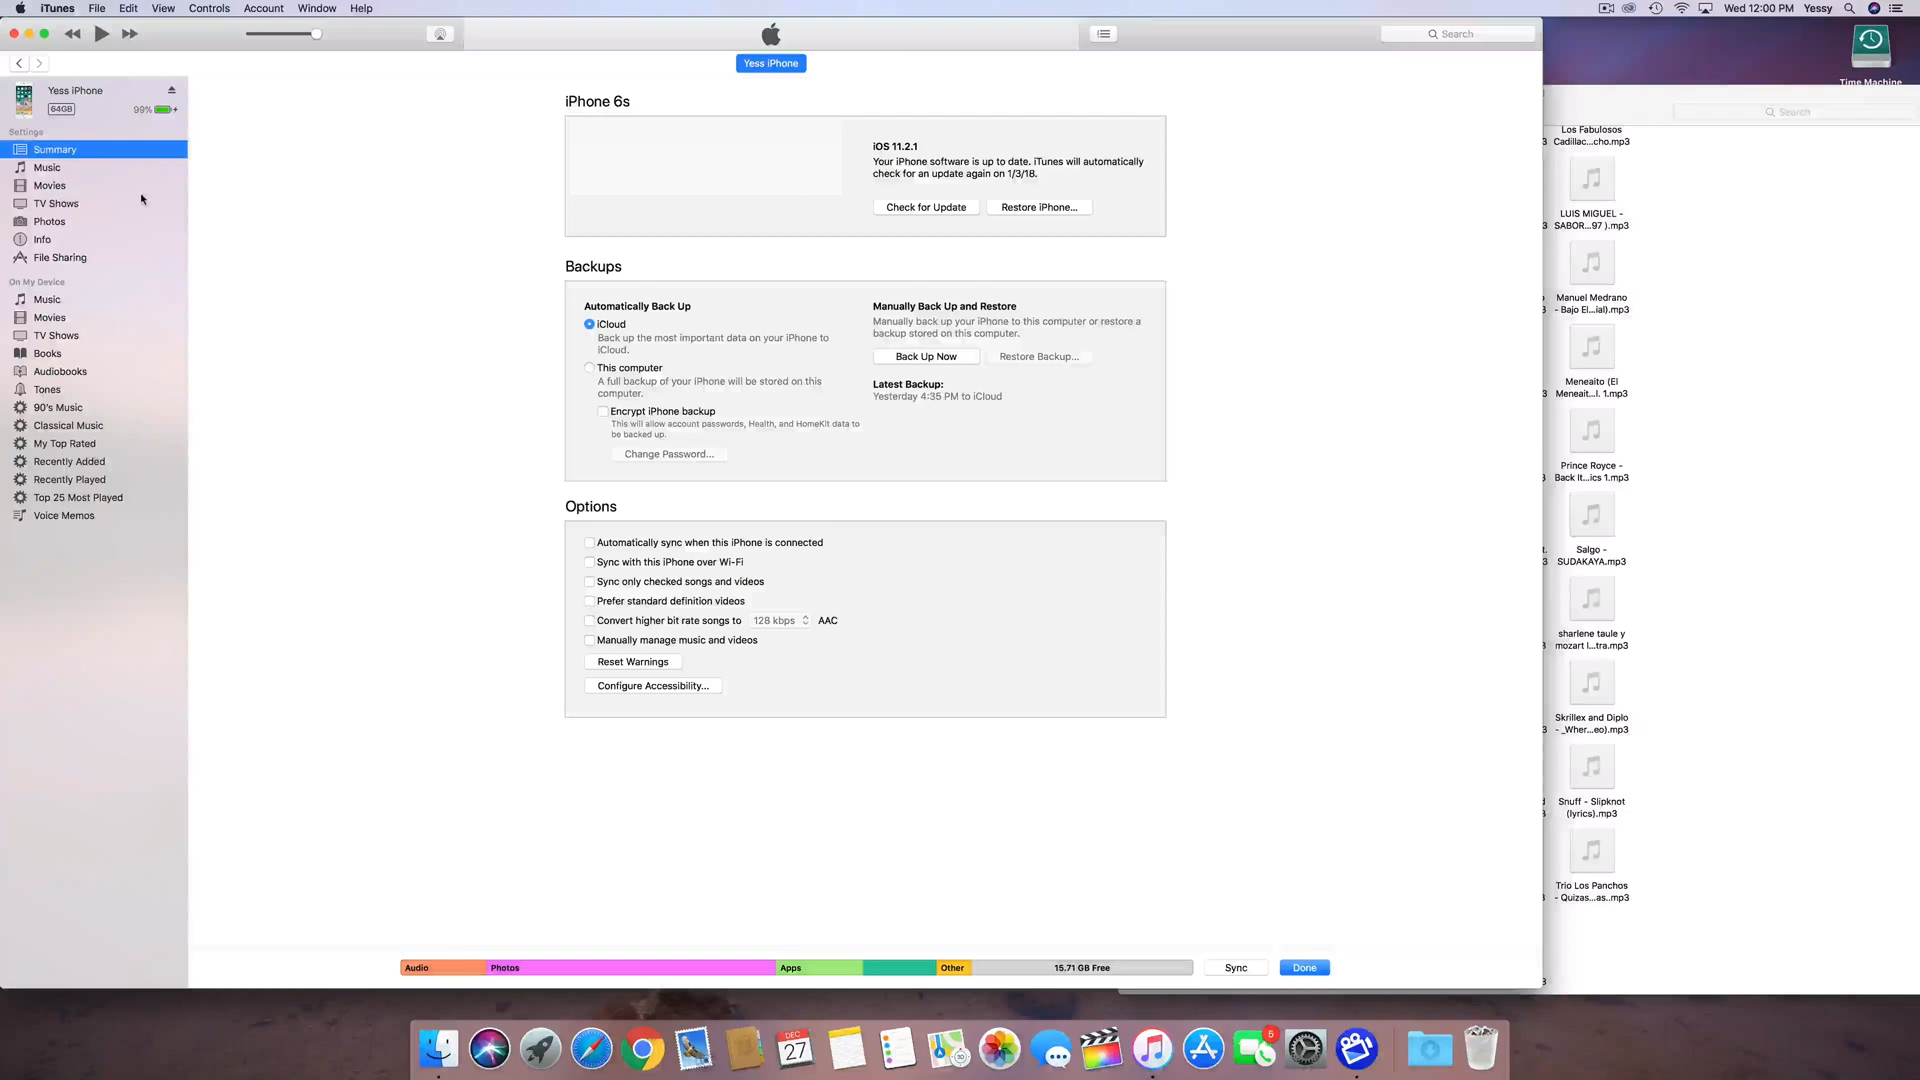 iTunes File Edit View Controls Account Window Help
Wed 12:00 PM Yessy
Search
Yess iPhone
Time Machine
Yess iPhone
64GB 99%
Settings
Summary
Music
Movies
TV Shows
Photos
Info
File Sharing
On My Device
Music
Movies
TV Shows
Books
Audiobooks
Tones
90's Music
Classical Music
My Top Rated
Recently Added
Recently Played
Top 25 Most Played
Voice Memos
iPhone 6s
iOS 11.2.1
Your iPhone software is up to date. iTunes will automatically
check for an update again on 1/3/18.
Check for Update Restore iPhone...
Backups
Automatically Back Up
iCloud
Back up the most important data on your iPhone to
iCloud.
This computer
A full backup of your iPhone will be stored on this
computer.
Encrypt iPhone backup
This will allow account passwords, Health, and HomeKit data to
be backed up.
Change Password...
Manually Back Up and Restore
Manually back up your iPhone to this computer or restore a
backup stored on this computer.
Back Up Now Restore Backup...
Latest Backup:
Yesterday 4:35 PM to iCloud
Options
Automatically sync when this iPhone is connected
Sync with this iPhone over Wi-Fi
Sync only checked songs and videos
Prefer standard definition videos
Convert higher bit rate songs to 128 kbps AAC
Manually manage music and videos
Reset Warnings
Configure Accessibility...
Audio Photos Apps Other 15.71 GB Free Sync Done
Search
Los Fabulosos
Cadillac...cho.mp3
LUIS MIGUEL -
SABOR...97 ).mp3
Manuel Medrano
- Bajo El...ial).mp3
Meneaito (El
Meneait...l. 1.mp3
Prince Royce -
Back It...ics 1.mp3
Salgo -
SUDAKAYA.mp3
sharlene taule y
mozart l...tra.mp3
Skrillex and Diplo
- _Wher...eo).mp3
Snuff - Slipknot
(lyrics).mp3
Trio Los Panchos
- Quizas...as..mp3
DEC
27
5